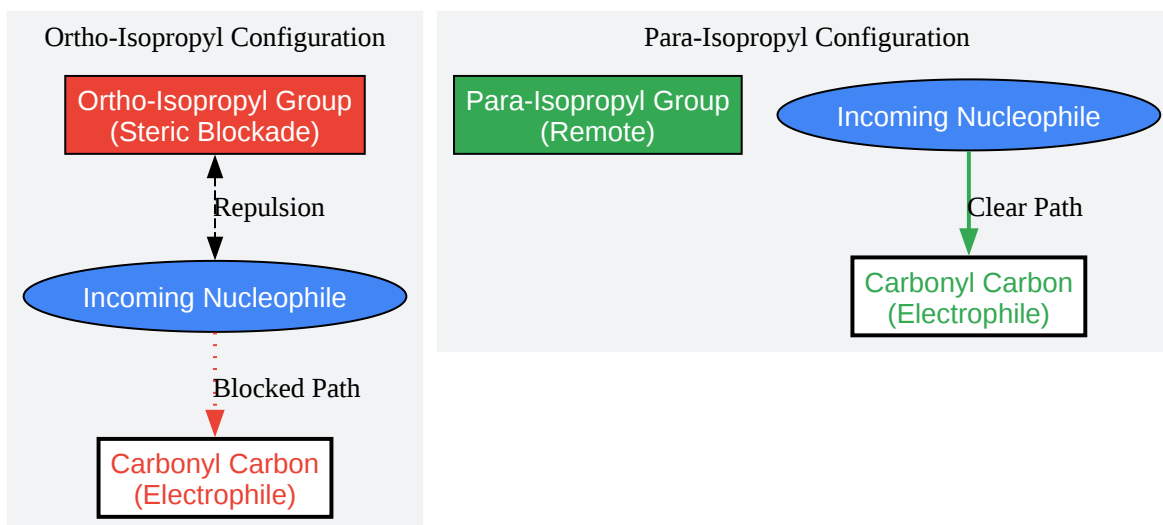 Ortho-Isopropyl Configuration
Ortho-Isopropyl Group
(Steric Blockade)
Repulsion
Incoming Nucleophile
Blocked Path
Carbonyl Carbon
(Electrophile)
Para-Isopropyl Configuration
Para-Isopropyl Group
(Remote)
Incoming Nucleophile
Clear Path
Carbonyl Carbon
(Electrophile)